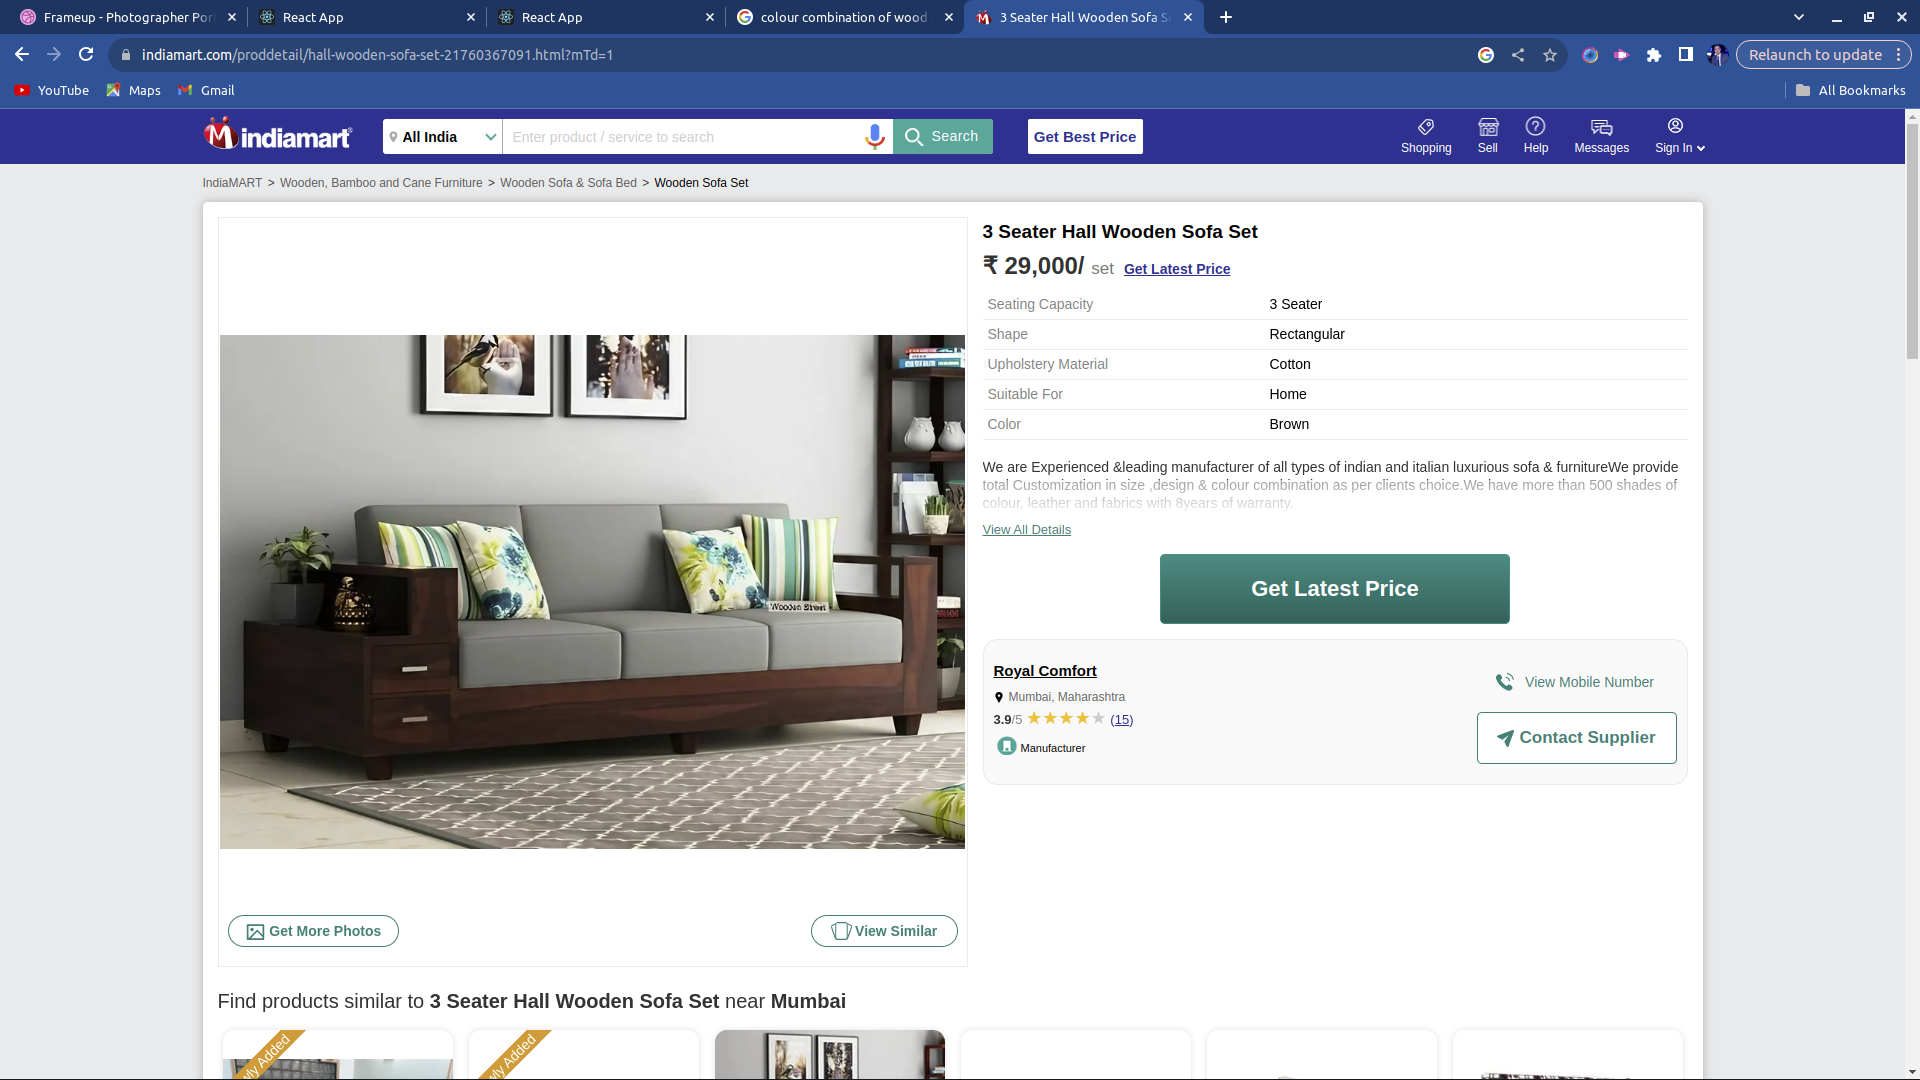 Frameup - Photographer Por
React App
React App
colour combination of wood
3 Seater Hall Wooden Sofa S
indiamart.com/proddetail/hall-wooden-sofa-set-21760367091.html?mTd=1
Relaunch to update
YouTube
Maps
Gmail
All Bookmarks
indiamart
All India
Enter product / service to search
Search
Get Best Price
Shopping
Sell
Help
Messages
Sign In
IndiaMART > Wooden, Bamboo and Cane Furniture > Wooden Sofa & Sofa Bed > Wooden Sofa Set
3 Seater Hall Wooden Sofa Set
₹ 29,000/ set Get Latest Price
Seating Capacity 3 Seater
Shape Rectangular
Upholstery Material Cotton
Suitable For Home
Color Brown
We are Experienced &leading manufacturer of all types of indian and italian luxurious sofa & furnitureWe provide
total Customization in size ,design & colour combination as per clients choice.We have more than 500 shades of
colour, leather and fabrics with 8years of warranty.
View All Details
Get Latest Price
Wooden Street
Royal Comfort
Mumbai, Maharashtra
3.9/5 ★★★★★ (15)
Manufacturer
View Mobile Number
Contact Supplier
Get More Photos
View Similar
Find products similar to 3 Seater Hall Wooden Sofa Set near Mumbai
wly Added
wly Added